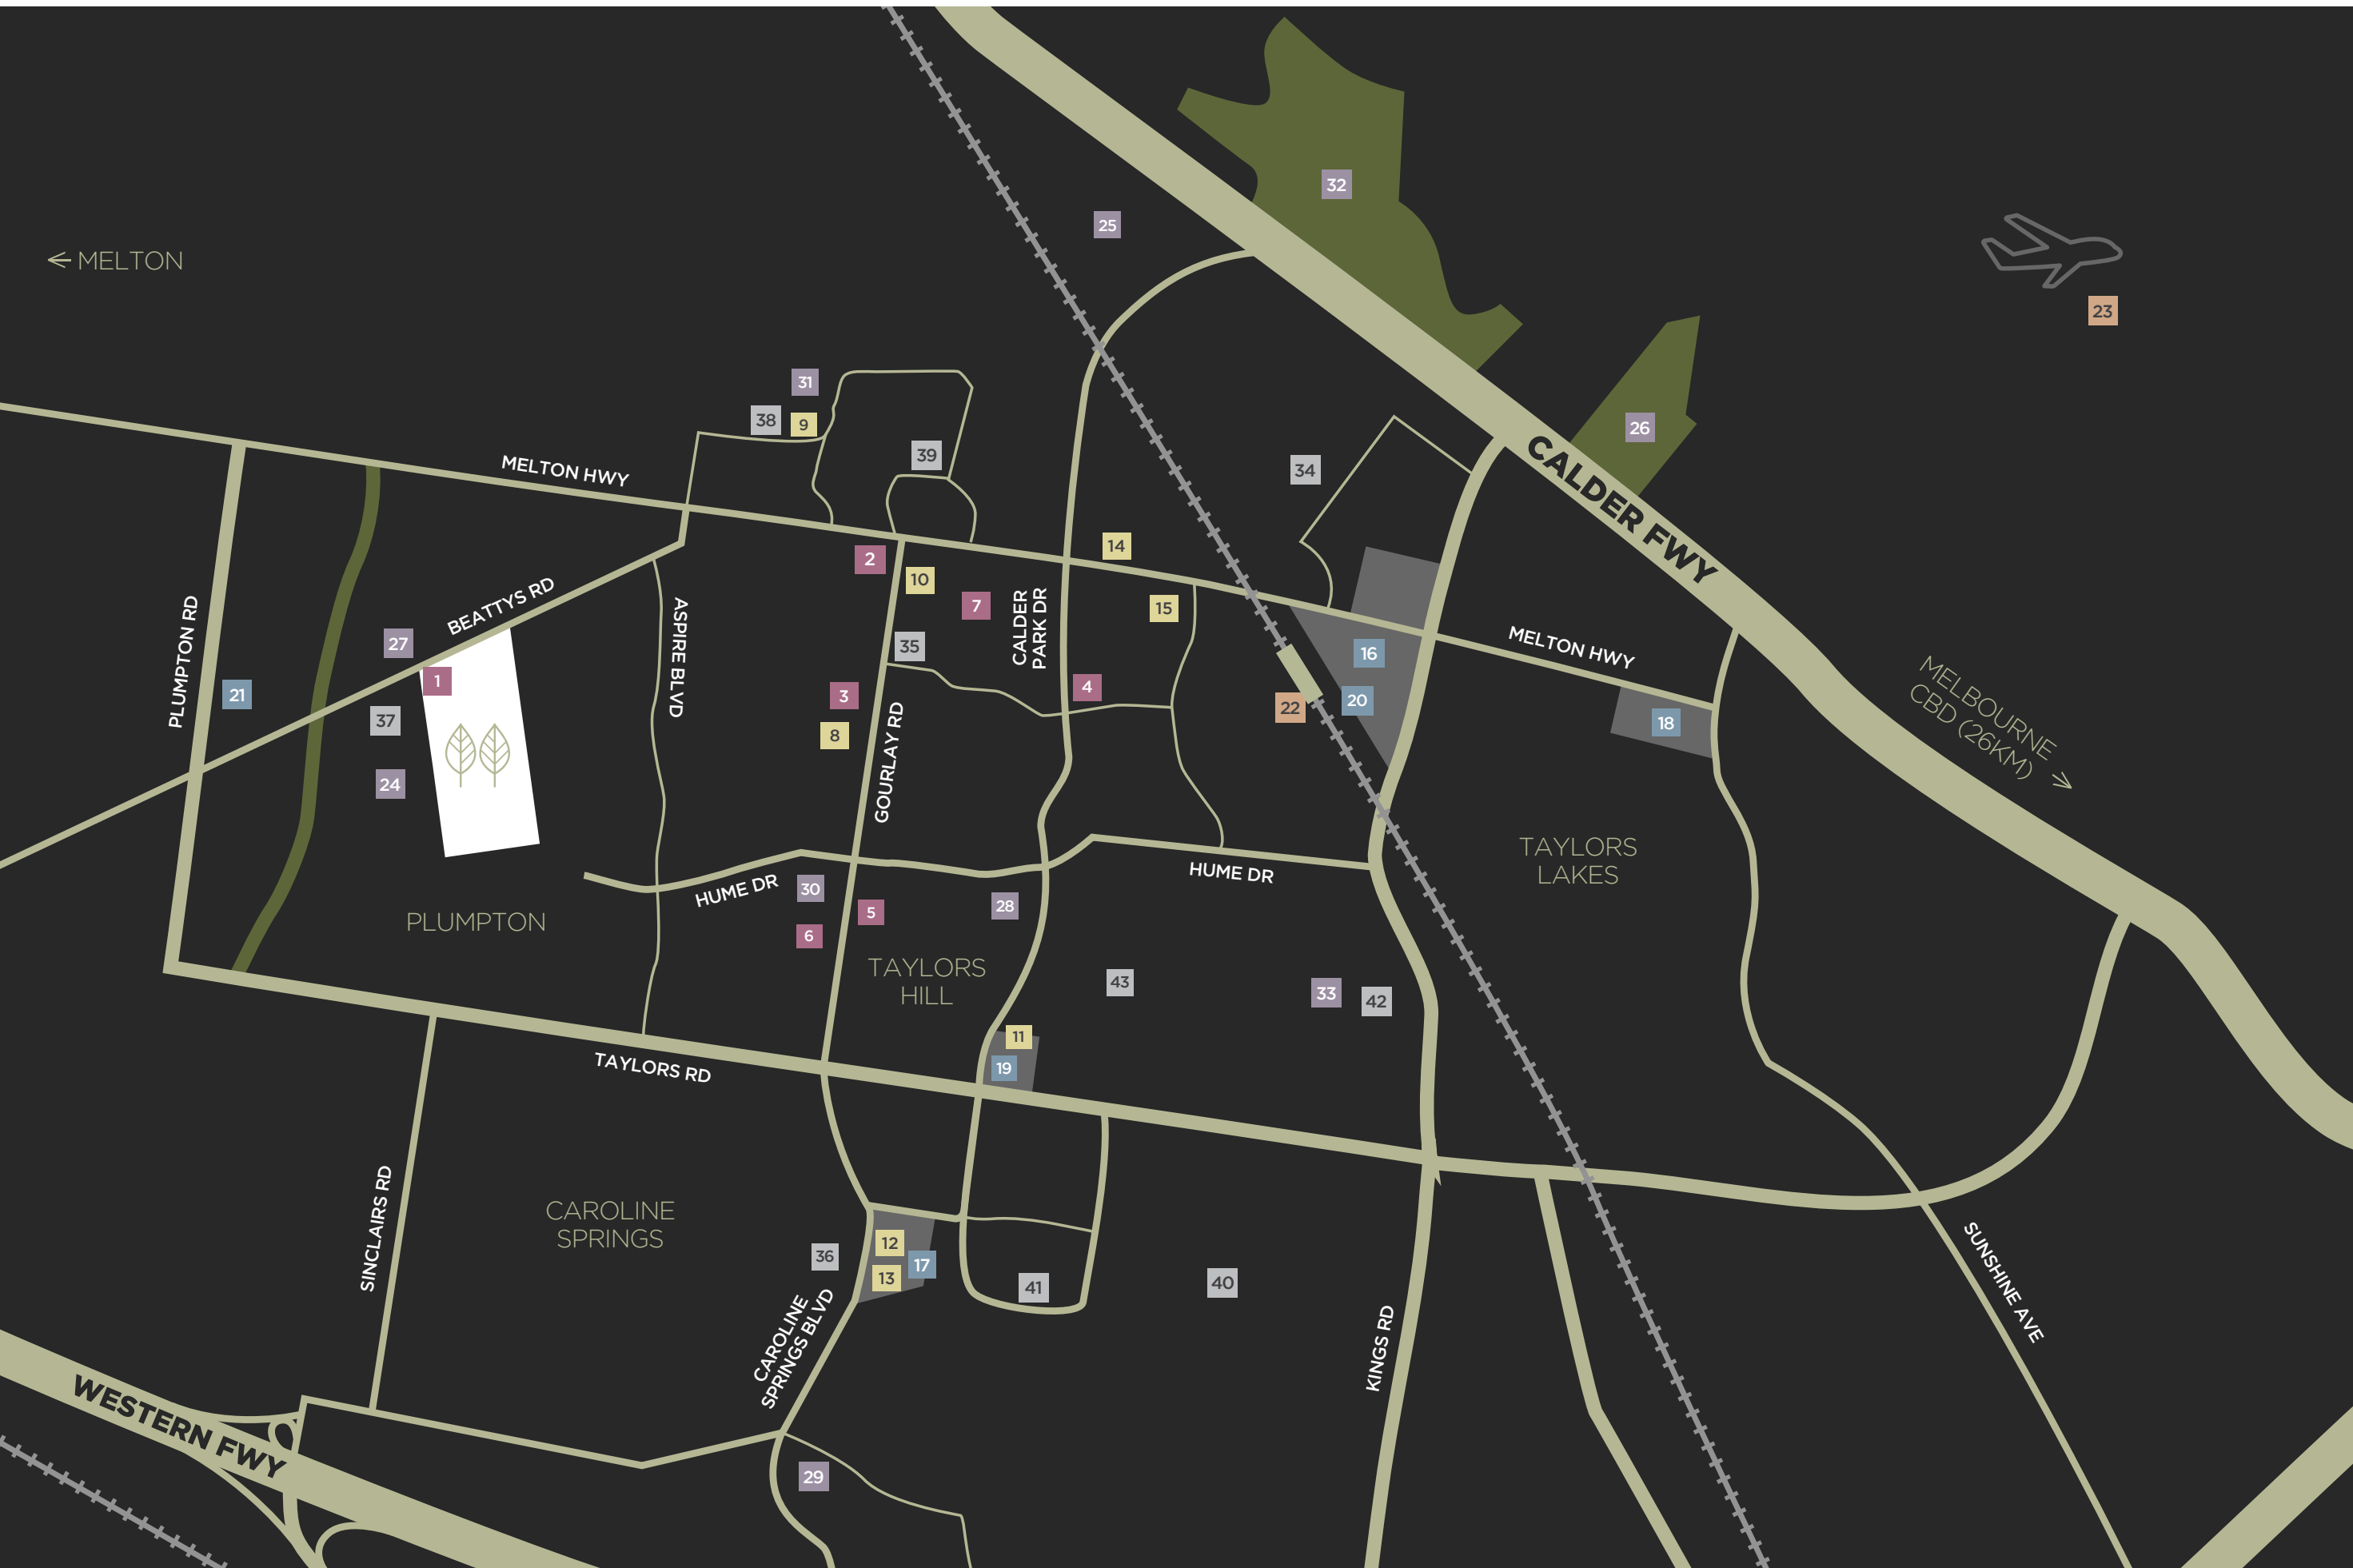 32
25
← MELTON
23
31
38
9
26
39
MELTON HWY
34
CALDER FWY
2
14
10
7
15
CALDER
PARK DR
BEATTYS RD
PLUMPTON RD
ASPIRE BLVD
27
35
16
MELTON HWY
1
21
3
4
20
22
37
18
MELBOURNE
CBD (26KM) →
8
GOURLAY RD
24
TAYLORS
LAKES
HUME DR
HUME DR
30
28
5
PLUMPTON
6
TAYLORS
HILL
43
33
42
11
19
TAYLORS RD
SINCLAIRS RD
CAROLINE
SPRINGS
36
12
17
13
41
40
SUNSHINE AVE
CAROLINE
SPRINGS BLVD
KINGS RD
WESTERN FWY
29